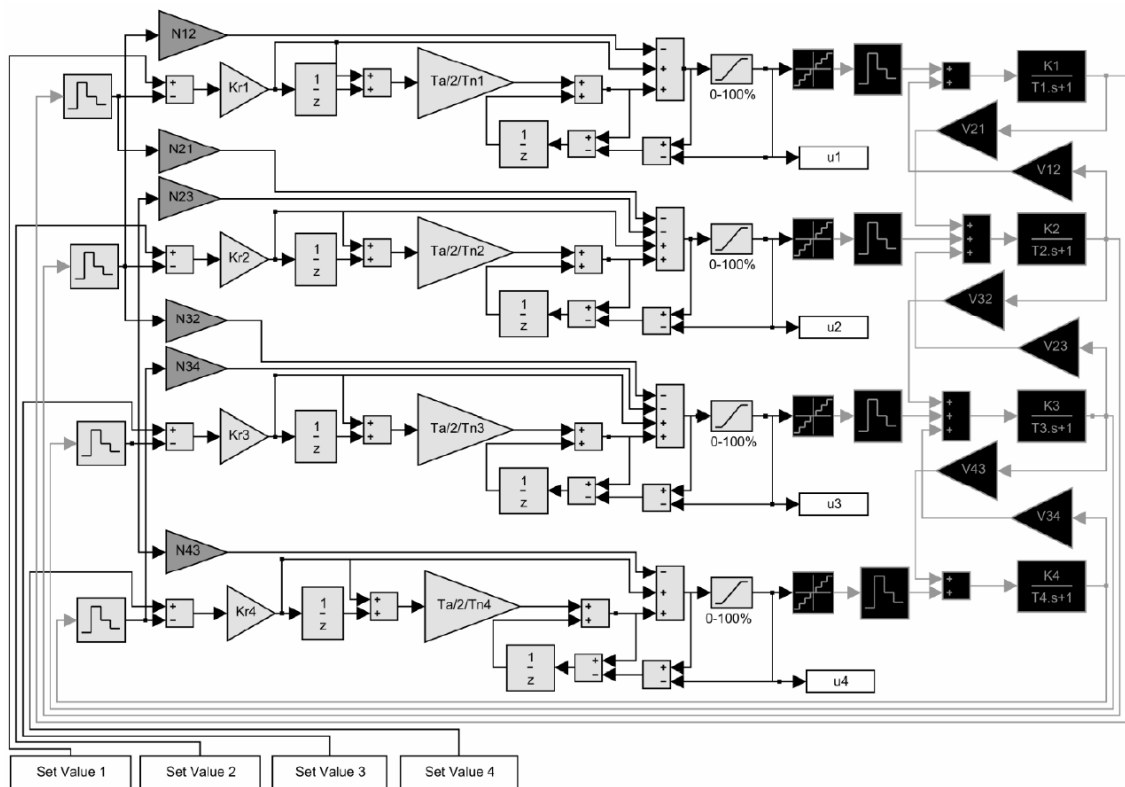 N12
+
−
Kr1
1
z
+
+
Ta/2/Tn1
+
+
−
+
+
0-100%
+
+
K1
T1.s+1
1
z
+
−
+
−
u1
V21
V12
N21
N23
+
−
Kr2
1
z
+
+
Ta/2/Tn2
+
+
−
−
+
+
0-100%
+
+
+
K2
T2.s+1
1
z
+
−
+
−
u2
V32
V23
N32
N34
+
−
Kr3
1
z
+
+
Ta/2/Tn3
+
+
−
−
+
+
0-100%
+
+
+
K3
T3.s+1
1
z
+
−
+
−
u3
V43
V34
N43
+
−
Kr4
1
z
+
+
Ta/2/Tn4
+
+
−
+
+
0-100%
+
+
K4
T4.s+1
1
z
+
−
+
−
u4
Set Value 1
Set Value 2
Set Value 3
Set Value 4